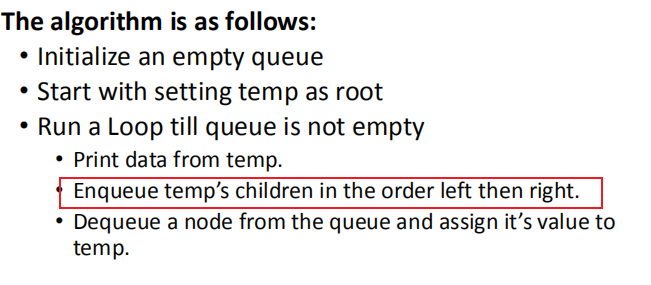 The algorithm is as follows:
• Initialize an empty queue
• Start with setting temp as root
• Run a Loop till queue is not empty
• Print data from temp.
• Enqueue temp's children in the order left then right.
• Dequeue a node from the queue and assign it's value to
temp.